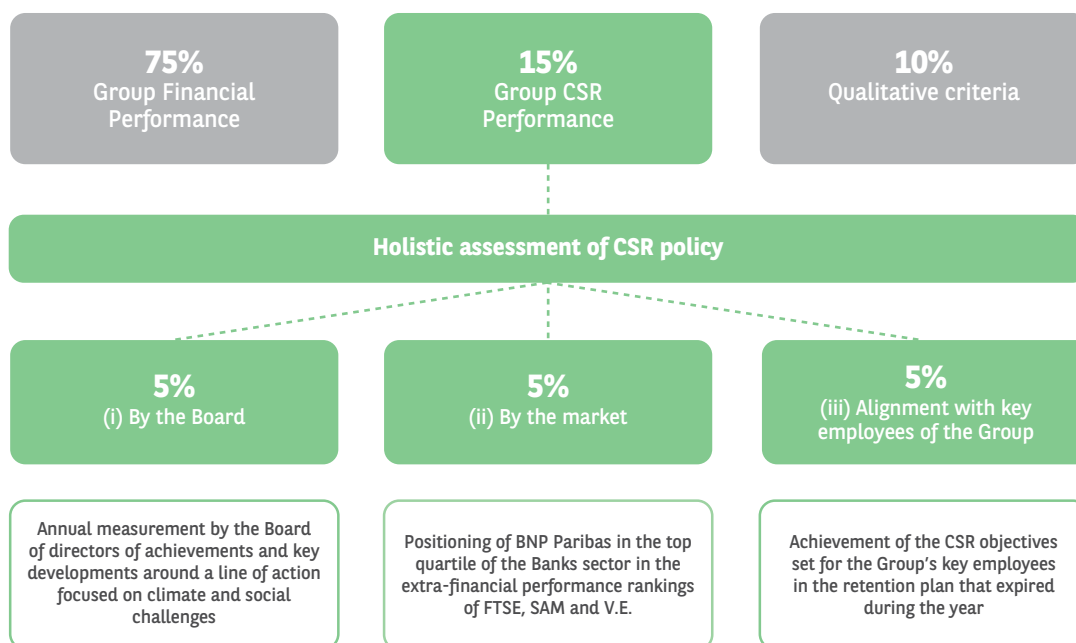 75%
Group Financial
Performance
15%
Group CSR
Performance
10%
Qualitative criteria
Holistic assessment of CSR policy
5%
(i) By the Board
5%
(ii) By the market
5%
(iii) Alignment with key
employees of the Group
Annual measurement by the Board
of directors of achievements and key
developments around a line of action
focused on climate and social
challenges
Positioning of BNP Paribas in the top
quartile of the Banks sector in the
extra-financial performance rankings
of FTSE, SAM and V.E.
Achievement of the CSR objectives
set for the Group’s key employees
in the retention plan that expired
during the year